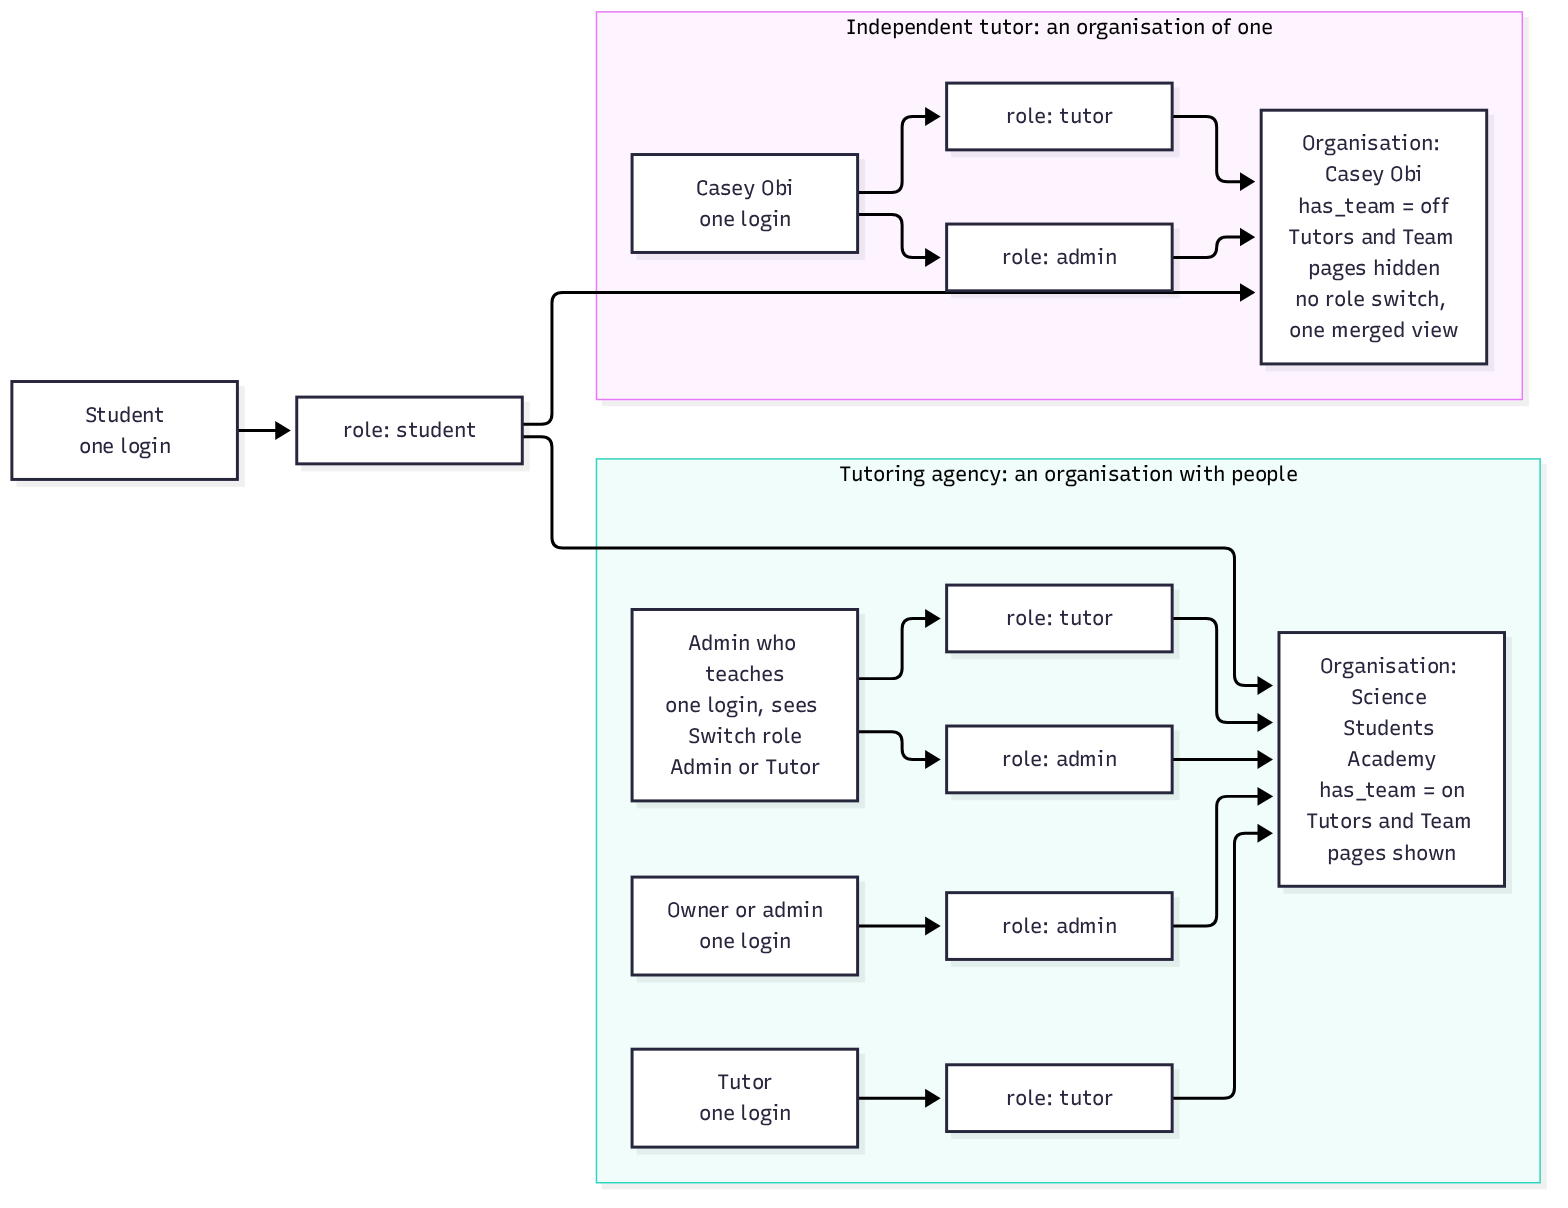 Independent tutor: an organisation of one
role: tutor
Organisation:
Casey Obi
has_team = off
Tutors and Team
pages hidden
no role switch,
one merged view
Casey Obi
one login
role: admin
Student
one login
role: student
Tutoring agency: an organisation with people
role: tutor
Admin who
teaches
one login, sees
Switch role
Admin or Tutor
Organisation:
Science
Students
Academy
has_team = on
Tutors and Team
pages shown
role: admin
Owner or admin
one login
role: admin
Tutor
one login
role: tutor